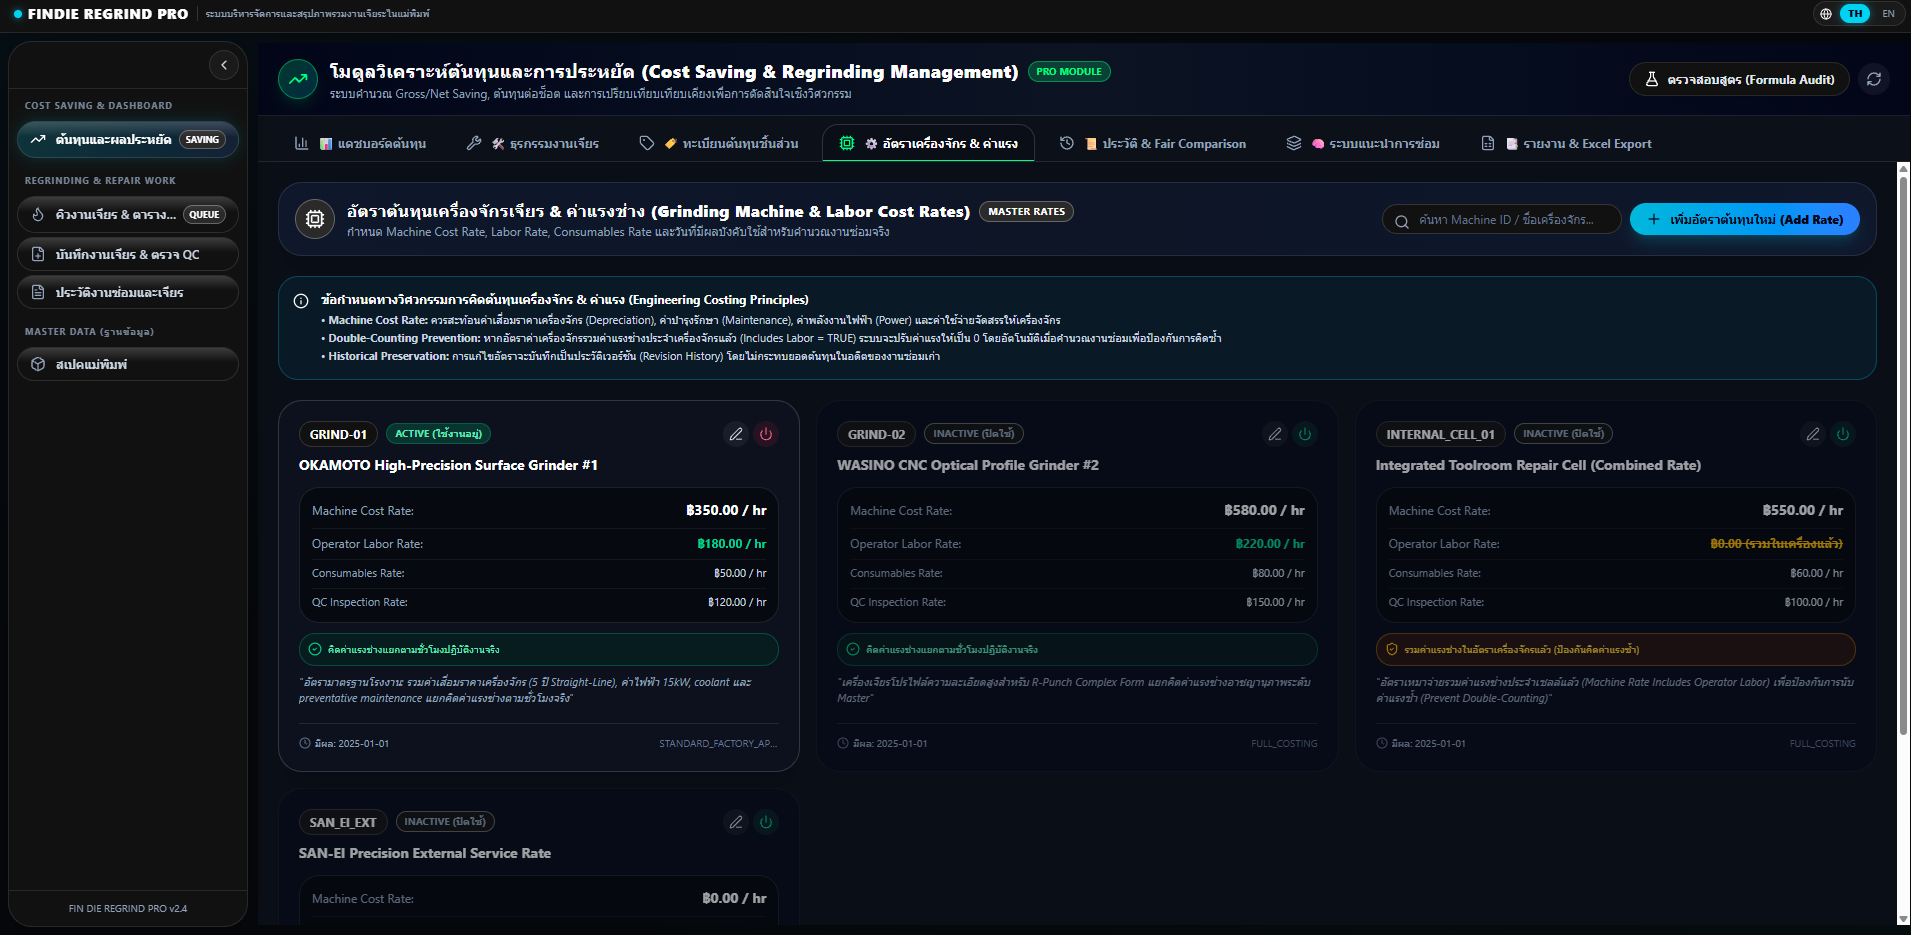 FINDIE REGRIND PRO
ระบบบริหารจัดการและสรุปภาพรวมงานเจียระไนแม่พิมพ์
TH
EN
COST SAVING & DASHBOARD
ต้นทุนและผลประหยัด
SAVING
REGRINDING & REPAIR WORK
คิวงานเจียร & ตาราง...
QUEUE
บันทึกงานเจียร & ตรวจ QC
ประวัติงานซ่อมและเจียร
MASTER DATA (ฐานข้อมูล)
สเปคแม่พิมพ์
FIN DIE REGRIND PRO v2.4
โมดูลวิเคราะห์ต้นทุนและการประหยัด (Cost Saving & Regrinding Management)
PRO MODULE
ระบบคำนวณ Gross/Net Saving, ต้นทุนต่อช็อต และการเปรียบเทียบเทียบเคียงเพื่อการตัดสินใจเชิงวิศวกรรม
ตรวจสอบสูตร (Formula Audit)
แดชบอร์ดต้นทุน
ธุรกรรมงานเจียร
ทะเบียนต้นทุนชิ้นส่วน
อัตราเครื่องจักร & ค่าแรง
ประวัติ & Fair Comparison
ระบบแนะนำการซ่อม
รายงาน & Excel Export
อัตราต้นทุนเครื่องจักรเจียร & ค่าแรงช่าง (Grinding Machine & Labor Cost Rates)
MASTER RATES
กำหนด Machine Cost Rate, Labor Rate, Consumables Rate และวันที่มีผลบังคับใช้สำหรับคำนวณงานซ่อมจริง
ค้นหา Machine ID / ชื่อเครื่องจักร...
เพิ่มอัตราต้นทุนใหม่ (Add Rate)
ข้อกำหนดทางวิศวกรรมการคิดต้นทุนเครื่องจักร & ค่าแรง (Engineering Costing Principles)
• Machine Cost Rate: ควรสะท้อนค่าเสื่อมราคาเครื่องจักร (Depreciation), ค่าบำรุงรักษา (Maintenance), ค่าพลังงานไฟฟ้า (Power) และค่าใช้จ่ายจัดสรรให้เครื่องจักร
• Double-Counting Prevention: หากอัตราค่าเครื่องจักรรวมค่าแรงช่างประจำเครื่องจักรแล้ว (Includes Labor = TRUE) ระบบจะปรับค่าแรงให้เป็น 0 โดยอัตโนมัติเมื่อคำนวณงานซ่อมเพื่อป้องกันการคิดซ้ำ
• Historical Preservation: การแก้ไขอัตราจะบันทึกเป็นประวัติเวอร์ชัน (Revision History) โดยไม่กระทบยอดต้นทุนในอดีตของงานซ่อมเก่า
GRIND-01
ACTIVE (ใช้งานอยู่)
OKAMOTO High-Precision Surface Grinder #1
Machine Cost Rate:
฿350.00 / hr
Operator Labor Rate:
฿180.00 / hr
Consumables Rate:
฿50.00 / hr
QC Inspection Rate:
฿120.00 / hr
คิดค่าแรงช่างแยกตามชั่วโมงปฏิบัติงานจริง
"อัตรามาตรฐานโรงงาน: รวมค่าเสื่อมราคาเครื่องจักร (5 ปี Straight-Line), ค่าไฟฟ้า 15kW, coolant และ
preventative maintenance แยกคิดค่าแรงช่างตามชั่วโมงจริง"
มีผล: 2025-01-01
STANDARD_FACTORY_AP...
GRIND-02
INACTIVE (ปิดใช้)
WASINO CNC Optical Profile Grinder #2
Machine Cost Rate:
฿580.00 / hr
Operator Labor Rate:
฿220.00 / hr
Consumables Rate:
฿80.00 / hr
QC Inspection Rate:
฿150.00 / hr
คิดค่าแรงช่างแยกตามชั่วโมงปฏิบัติงานจริง
"เครื่องเจียรโปรไฟล์ความละเอียดสูงสำหรับ R-Punch Complex Form แยกคิดค่าแรงช่างอาชญานุภาพระดับ
Master"
มีผล: 2025-01-01
FULL_COSTING
INTERNAL_CELL_01
INACTIVE (ปิดใช้)
Integrated Toolroom Repair Cell (Combined Rate)
Machine Cost Rate:
฿550.00 / hr
Operator Labor Rate:
฿0.00 (รวมในเครื่องแล้ว)
Consumables Rate:
฿60.00 / hr
QC Inspection Rate:
฿100.00 / hr
รวมค่าแรงช่างในอัตราเครื่องจักรแล้ว (ป้องกันคิดค่าแรงซ้ำ)
"อัตราเหมาจ่ายรวมค่าแรงช่างประจำเซลล์แล้ว (Machine Rate Includes Operator Labor) เพื่อป้องกันการนับ
ค่าแรงซ้ำ (Prevent Double-Counting)"
มีผล: 2025-01-01
FULL_COSTING
SAN_EI_EXT
INACTIVE (ปิดใช้)
SAN-EI Precision External Service Rate
Machine Cost Rate:
฿0.00 / hr